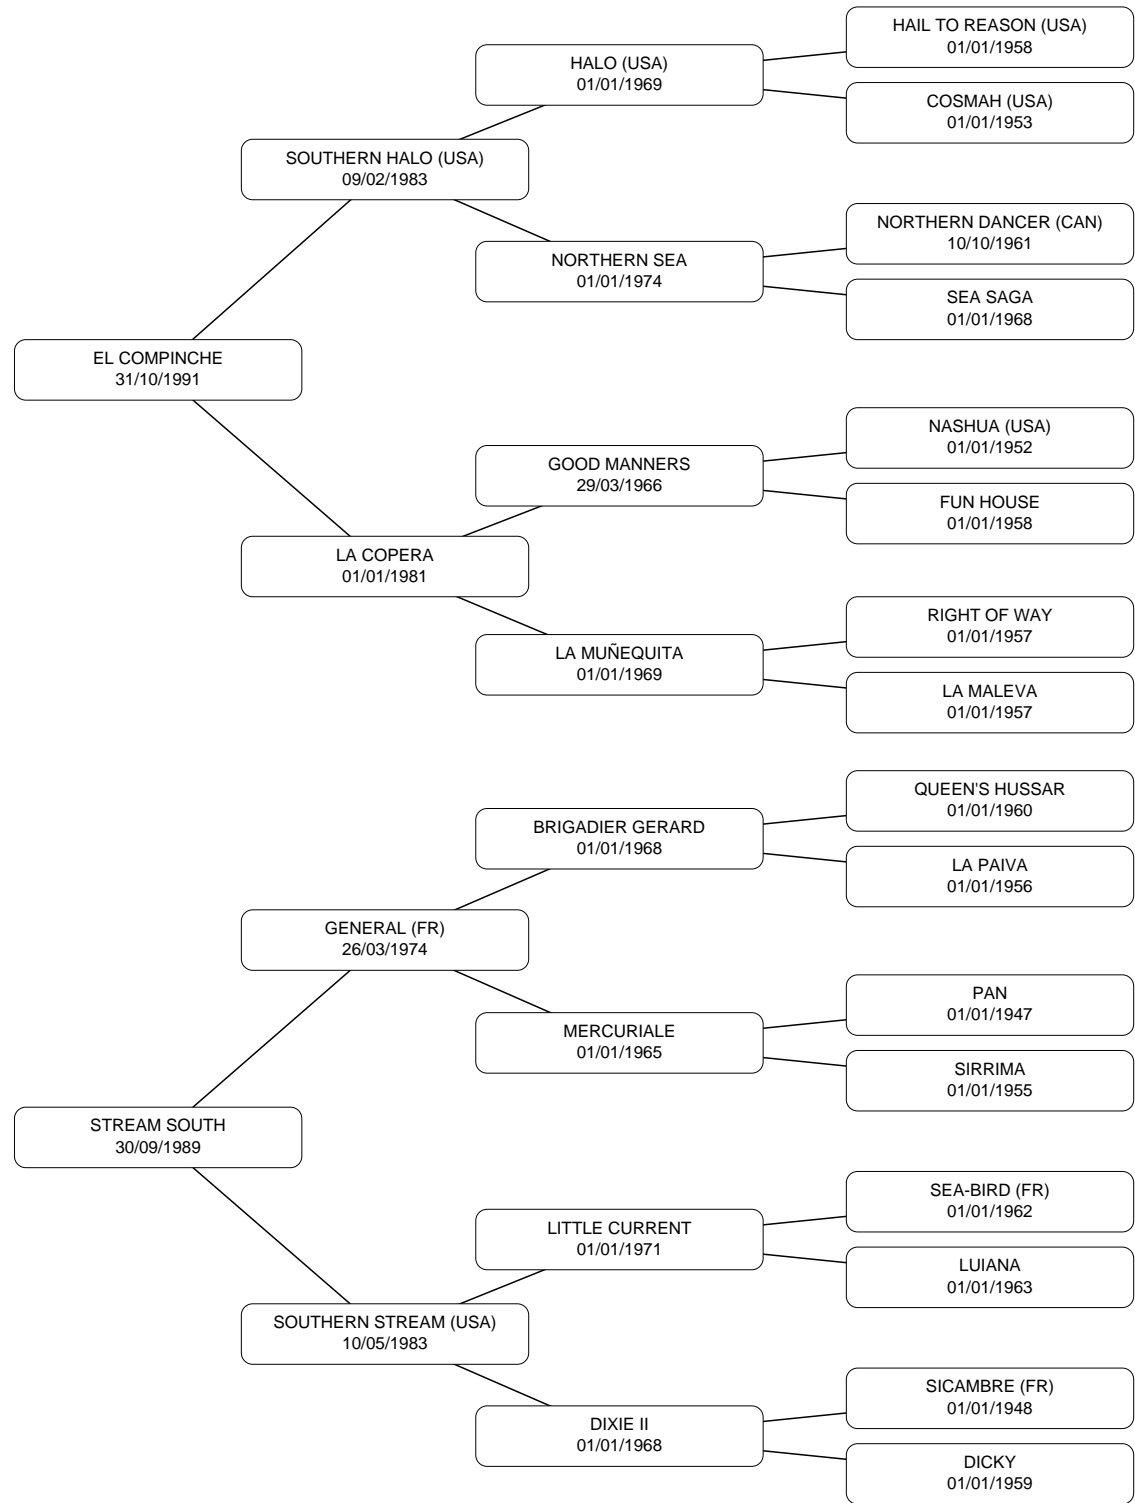 HAIL TO REASON (USA)
01/01/1958
HALO (USA)
01/01/1969
COSMAH (USA)
01/01/1953
SOUTHERN HALO (USA)
09/02/1983
NORTHERN DANCER (CAN)
10/10/1961
NORTHERN SEA
01/01/1974
SEA SAGA
01/01/1968
EL COMPINCHE
31/10/1991
NASHUA (USA)
01/01/1952
GOOD MANNERS
29/03/1966
FUN HOUSE
01/01/1958
LA COPERA
01/01/1981
RIGHT OF WAY
01/01/1957
LA MUÑEQUITA
01/01/1969
LA MALEVA
01/01/1957
QUEEN'S HUSSAR
01/01/1960
BRIGADIER GERARD
01/01/1968
LA PAIVA
01/01/1956
GENERAL (FR)
26/03/1974
PAN
01/01/1947
MERCURIALE
01/01/1965
SIRRIMA
01/01/1955
STREAM SOUTH
30/09/1989
SEA-BIRD (FR)
01/01/1962
LITTLE CURRENT
01/01/1971
LUIANA
01/01/1963
SOUTHERN STREAM (USA)
10/05/1983
SICAMBRE (FR)
01/01/1948
DIXIE II
01/01/1968
DICKY
01/01/1959